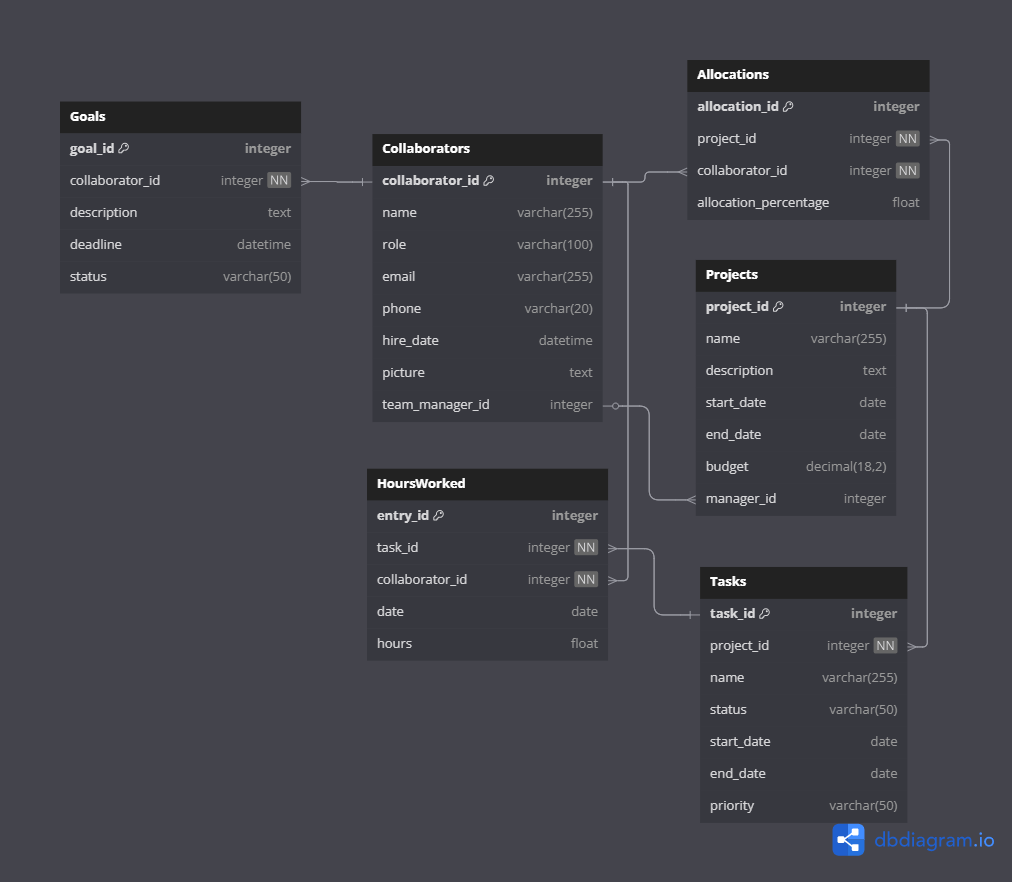 Goals
goal_id integer
collaborator_id integer NN
description text
deadline datetime
status varchar(50)
Collaborators
collaborator_id integer
name varchar(255)
role varchar(100)
email varchar(255)
phone varchar(20)
hire_date datetime
picture text
team_manager_id integer
HoursWorked
entry_id integer
task_id integer NN
collaborator_id integer NN
date date
hours float
Allocations
allocation_id integer
project_id integer NN
collaborator_id integer NN
allocation_percentage float
Projects
project_id integer
name varchar(255)
description text
start_date date
end_date date
budget decimal(18,2)
manager_id integer
Tasks
task_id integer
project_id integer NN
name varchar(255)
status varchar(50)
start_date date
end_date date
priority varchar(50)
dbdiagram.io